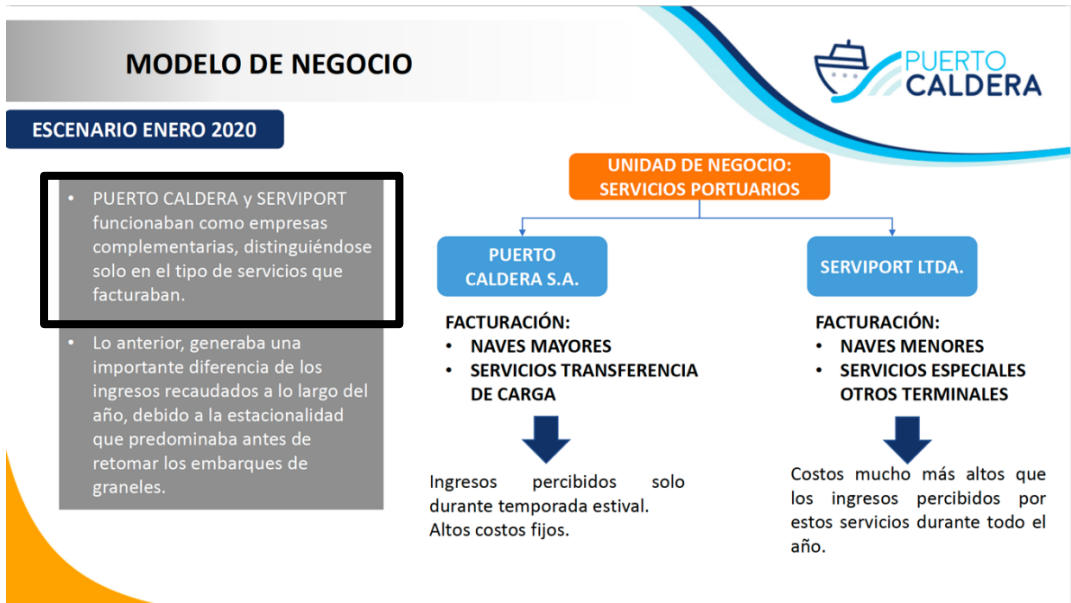 MODELO DE NEGOCIO
PUERTO
CALDERA
ESCENARIO ENERO 2020
• PUERTO CALDERA y SERVIPORT
funcionaban como empresas
complementarias, distinguiéndose
solo en el tipo de servicios que
facturaban.
• Lo anterior, generaba una
importante diferencia de los
ingresos recaudados a lo largo del
año, debido a la estacionalidad
que predominaba antes de
retomar los embarques de
graneles.
UNIDAD DE NEGOCIO:
SERVICIOS PORTUARIOS
PUERTO
CALDERA S.A.
FACTURACIÓN:
• NAVES MAYORES
• SERVICIOS TRANSFERENCIA
DE CARGA
Ingresos percibidos solo
durante temporada estival.
Altos costos fijos.
SERVIPORT LTDA.
FACTURACIÓN:
• NAVES MENORES
• SERVICIOS ESPECIALES
OTROS TERMINALES
Costos mucho más altos que
los ingresos percibidos por
estos servicios durante todo el
año.